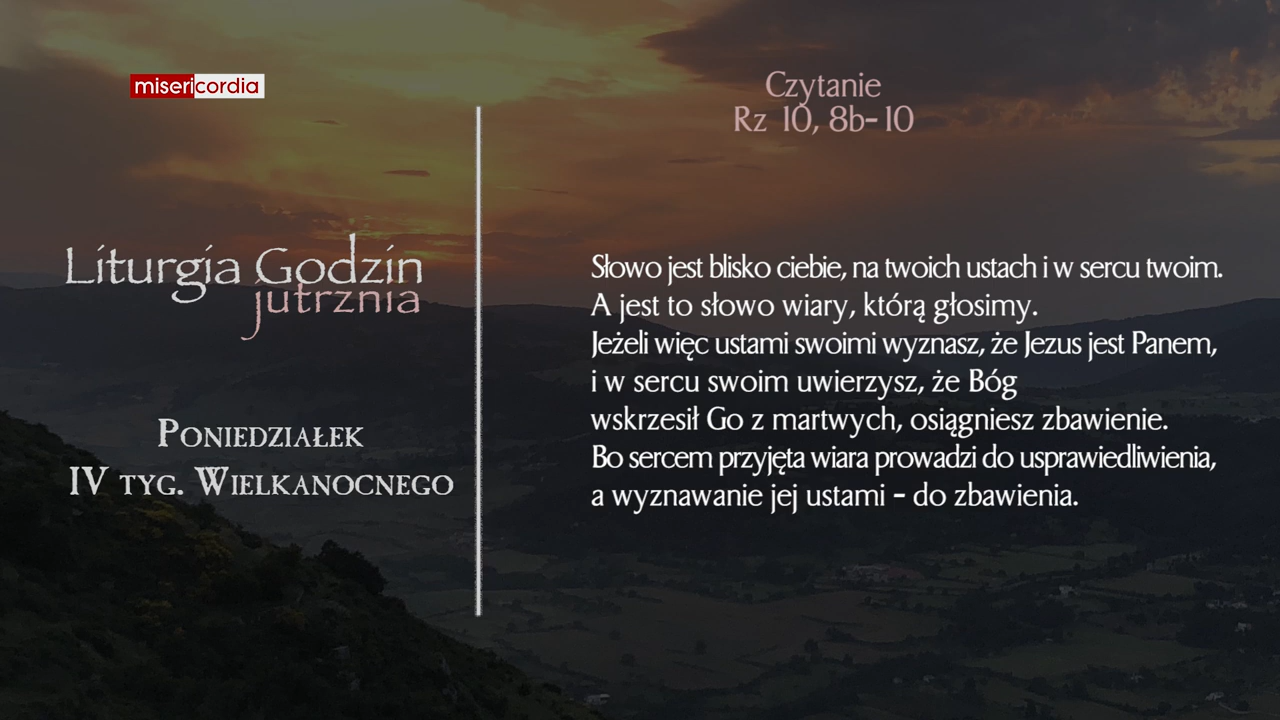 misericordia
Liturgia Godzin
jutrznia
Poniedziałek
IV tyg. Wielkanocnego
Czytanie
Rz 10, 8b-10
Słowo jest blisko ciebie, na twoich ustach i w sercu twoim.
A jest to słowo wiary, którą głosimy.
Jeżeli więc ustami swoimi wyznasz, że Jezus jest Panem,
i w sercu swoim uwierzysz, że Bóg
wskrzesił Go z martwych, osiągniesz zbawienie.
Bo sercem przyjęta wiara prowadzi do usprawiedliwienia,
a wyznawanie jej ustami - do zbawienia.